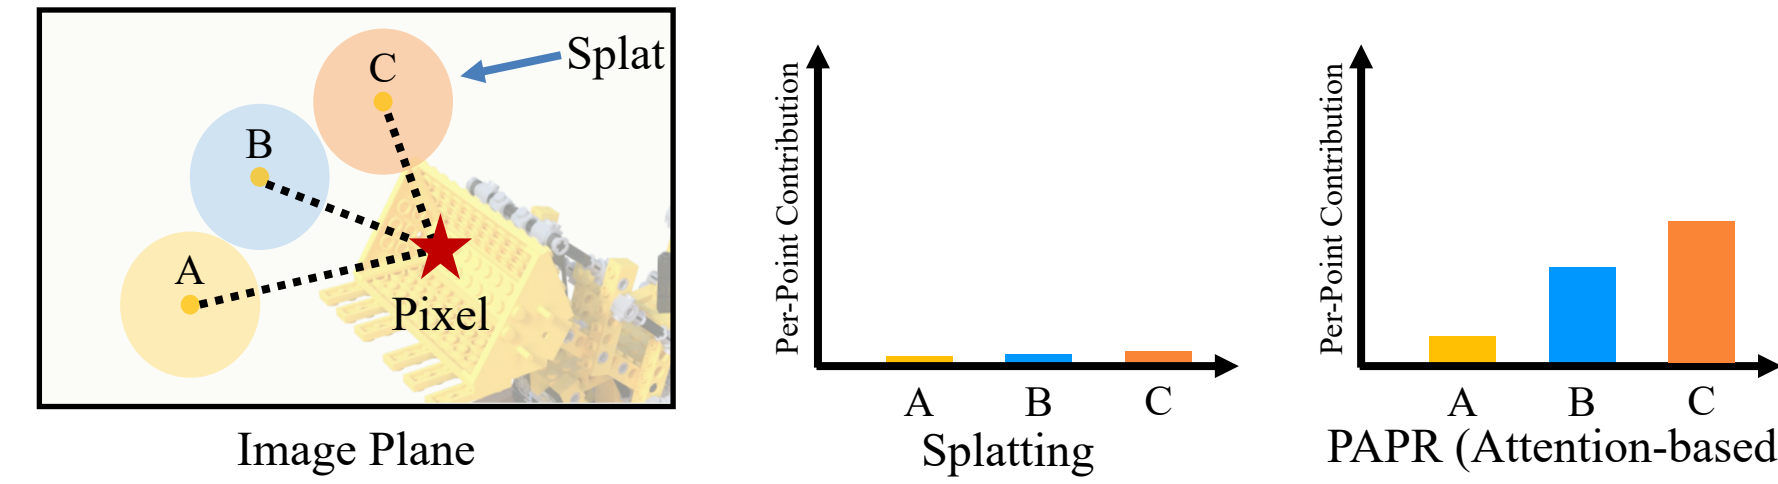 C
Splat
B
A
Pixel
Image Plane
Per-Point Contribution
A B C
Splatting
Per-Point Contribution
A B C
PAPR (Attention-based